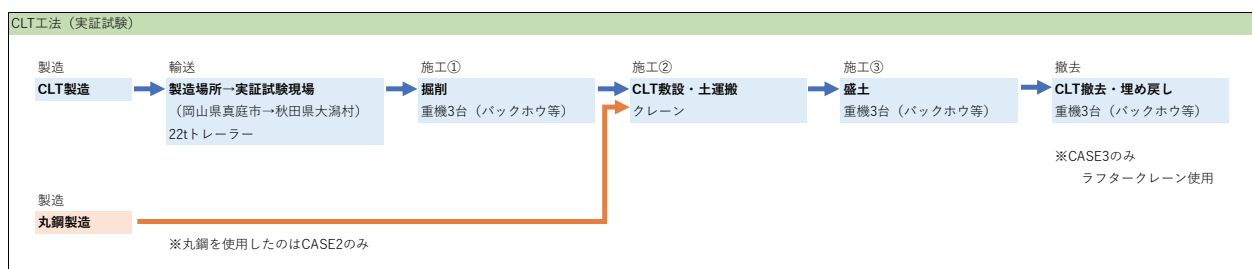 CLT工法（実証試験）
製造
CLT製造
輸送
製造場所→実証試験現場
（岡山県真庭市→秋田県大潟村）
22tトレーラー
施工①
掘削
重機3台（バックホウ等）
施工②
CLT敷設・土運搬
クレーン
施工③
盛土
重機3台（バックホウ等）
撤去
CLT撤去・埋め戻し
重機3台（バックホウ等）
※CASE3のみ
ラフタークレーン使用
製造
丸鋼製造
※丸鋼を使用したのはCASE2のみ